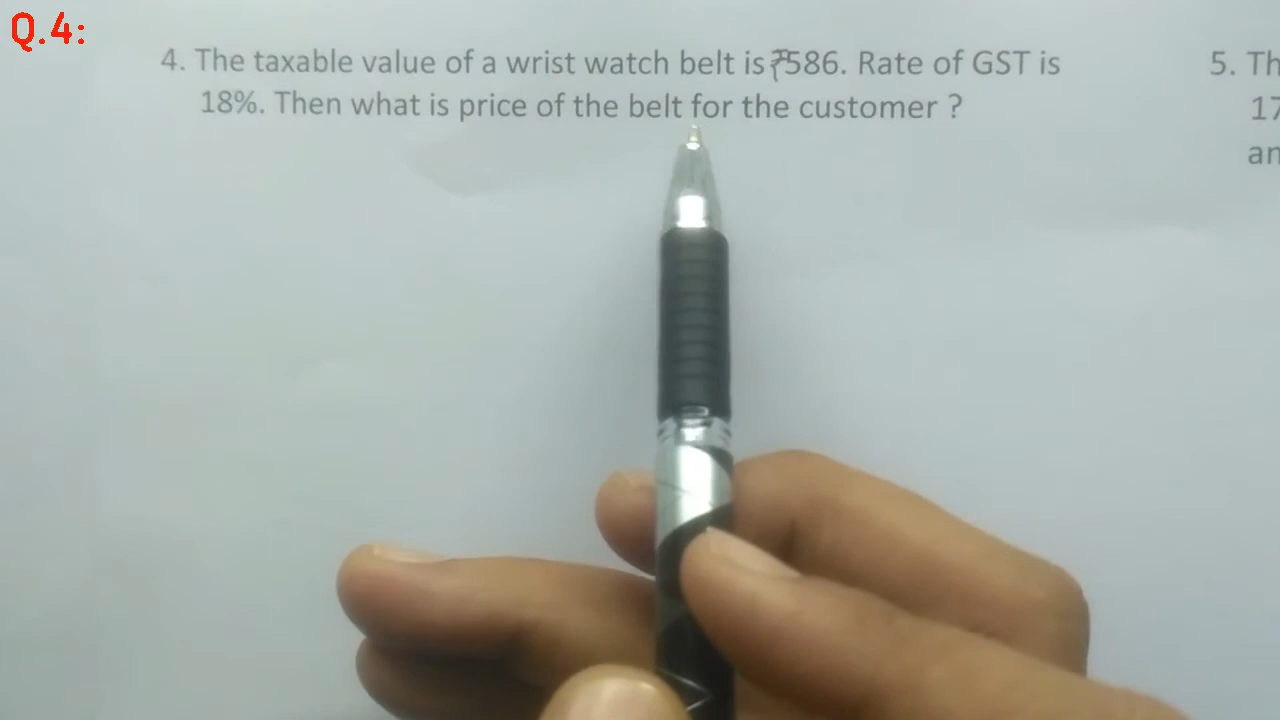 Q.4:
4. The taxable value of a wrist watch belt is ₹586. Rate of GST is
18%. Then what is price of the belt for the customer ?
5. Th
17
an